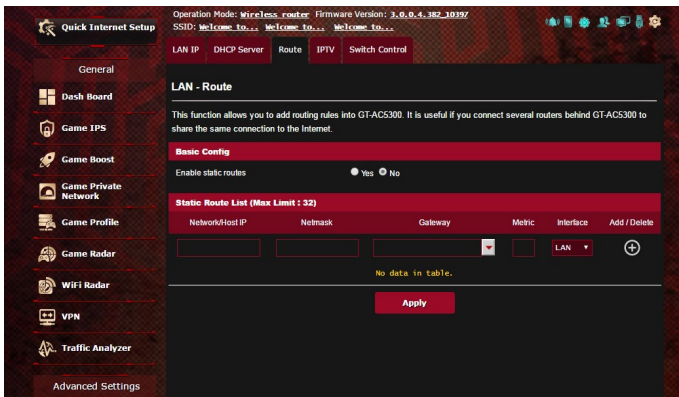 Quick Internet Setup
General
Dash Board
Game IPS
Game Boost
Game Private
Network
Game Profile
Game Radar
WiFi Radar
VPN
Traffic Analyzer
Advanced Settings
Operation Mode: Wireless router Firmware Version: 3.0.0.4.382_10397
SSID: Welcome to... Welcome to... Welcome to...
LAN IP DHCP Server Route IPTV Switch Control
LAN - Route
This function allows you to add routing rules into GT-AC5300. It is useful if you connect several routers behind GT-AC5300 to
share the same connection to the Internet.
Basic Config
Enable static routes Yes No
Static Route List (Max Limit : 32)
Network/Host IP Netmask Gateway Metric Interface Add / Delete
LAN
No data in table.
Apply